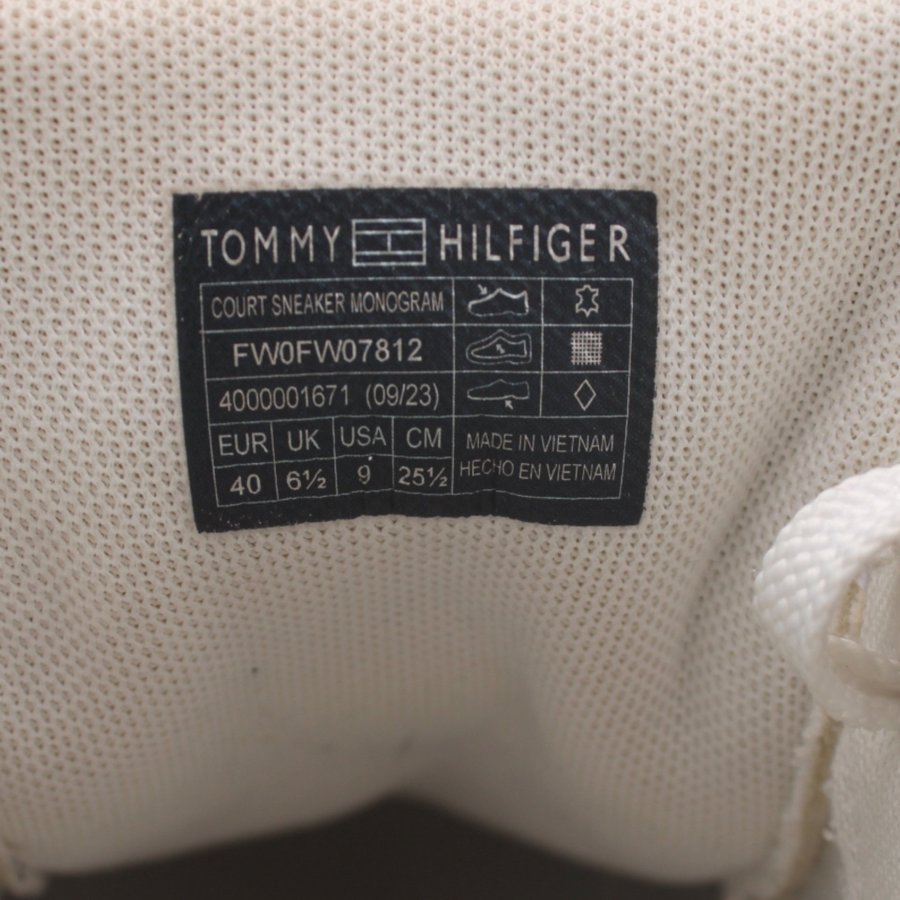 TOMMY HILFIGER
COURT SNEAKER MONOGRAM
FW0FW07812
4000001671 (09/23)
EUR UK USA CM
40 6½ 9 25½
MADE IN VIETNAM
HECHO EN VIETNAM